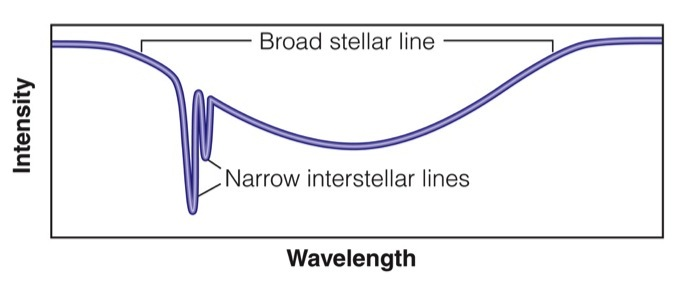 Broad stellar line
Intensity
Narrow interstellar lines
Wavelength